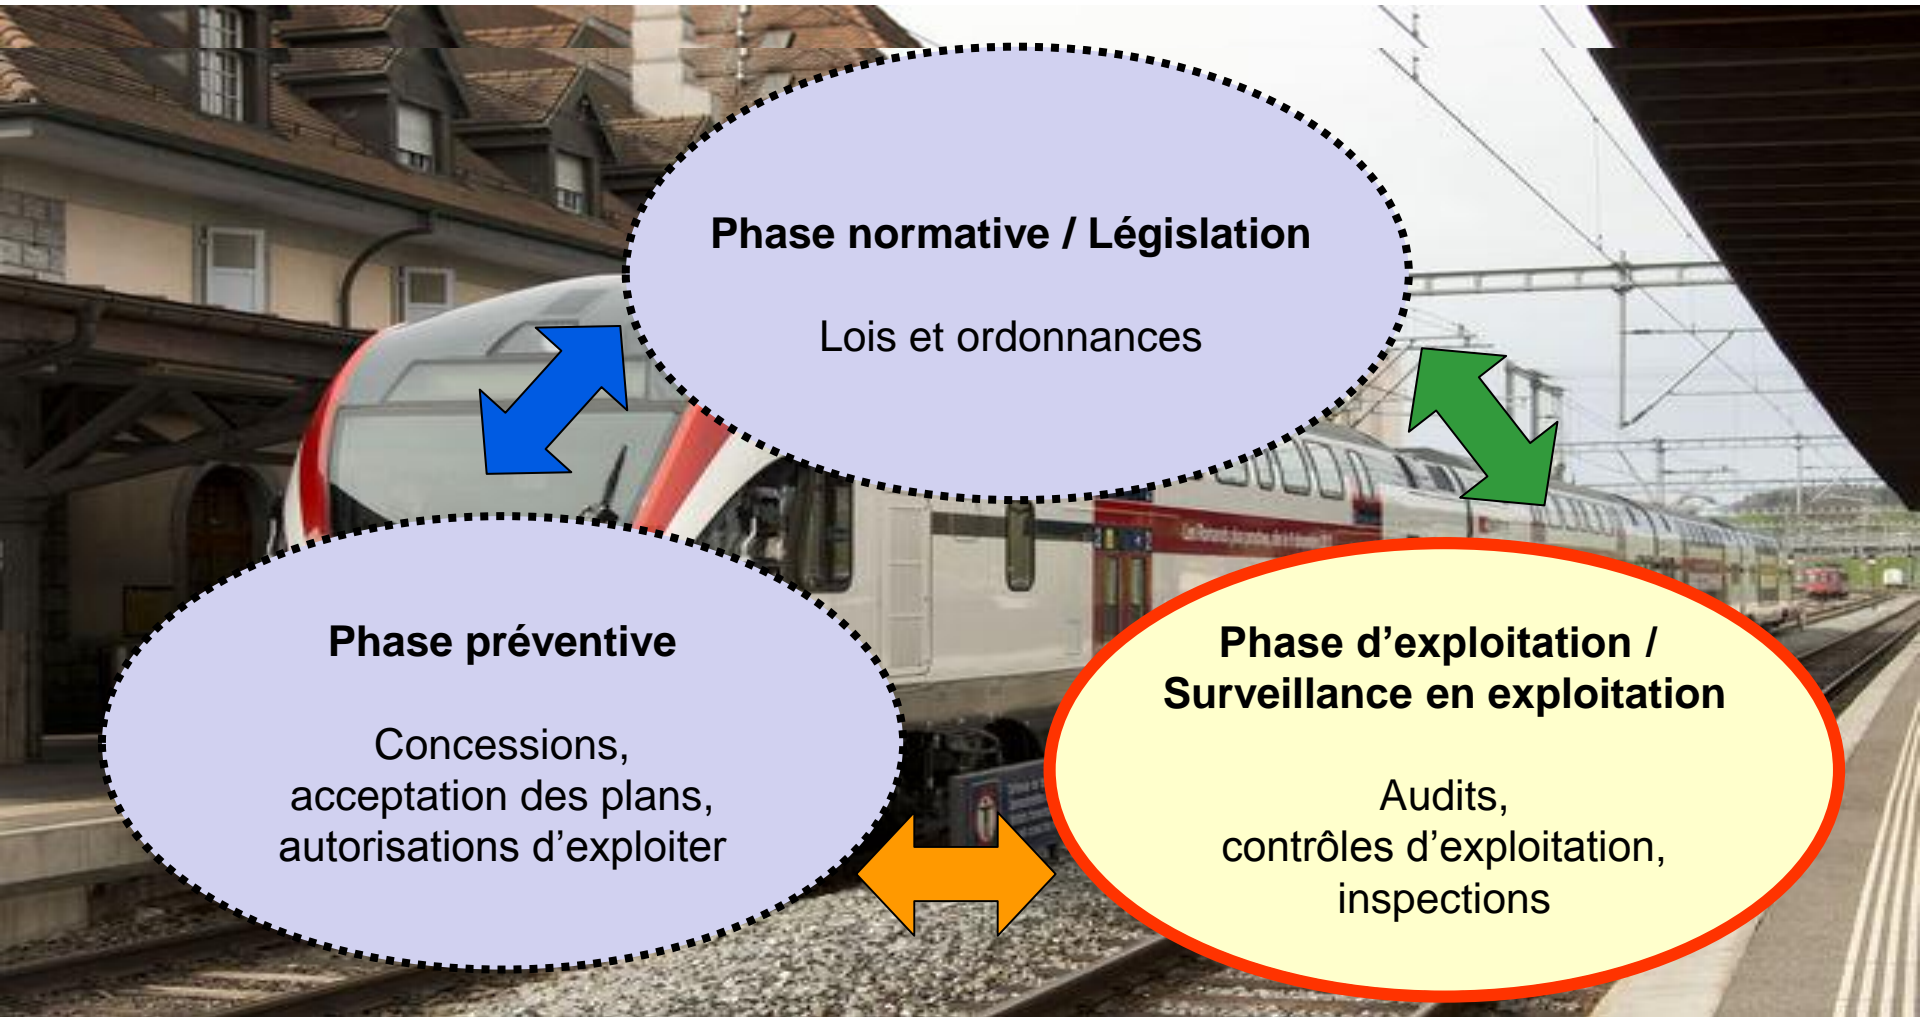 Phase normative / Législation
Lois et ordonnances
Phase préventive
Concessions,
acceptation des plans,
autorisations d’exploiter
Phase d’exploitation /
Surveillance en exploitation
Audits,
contrôles d’exploitation,
inspections